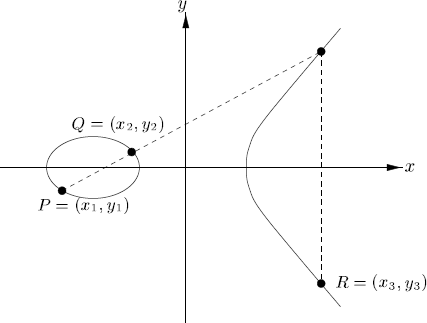 y
Q = (x₂, y₂)
x
P = (x₁, y₁)
R = (x₃, y₃)